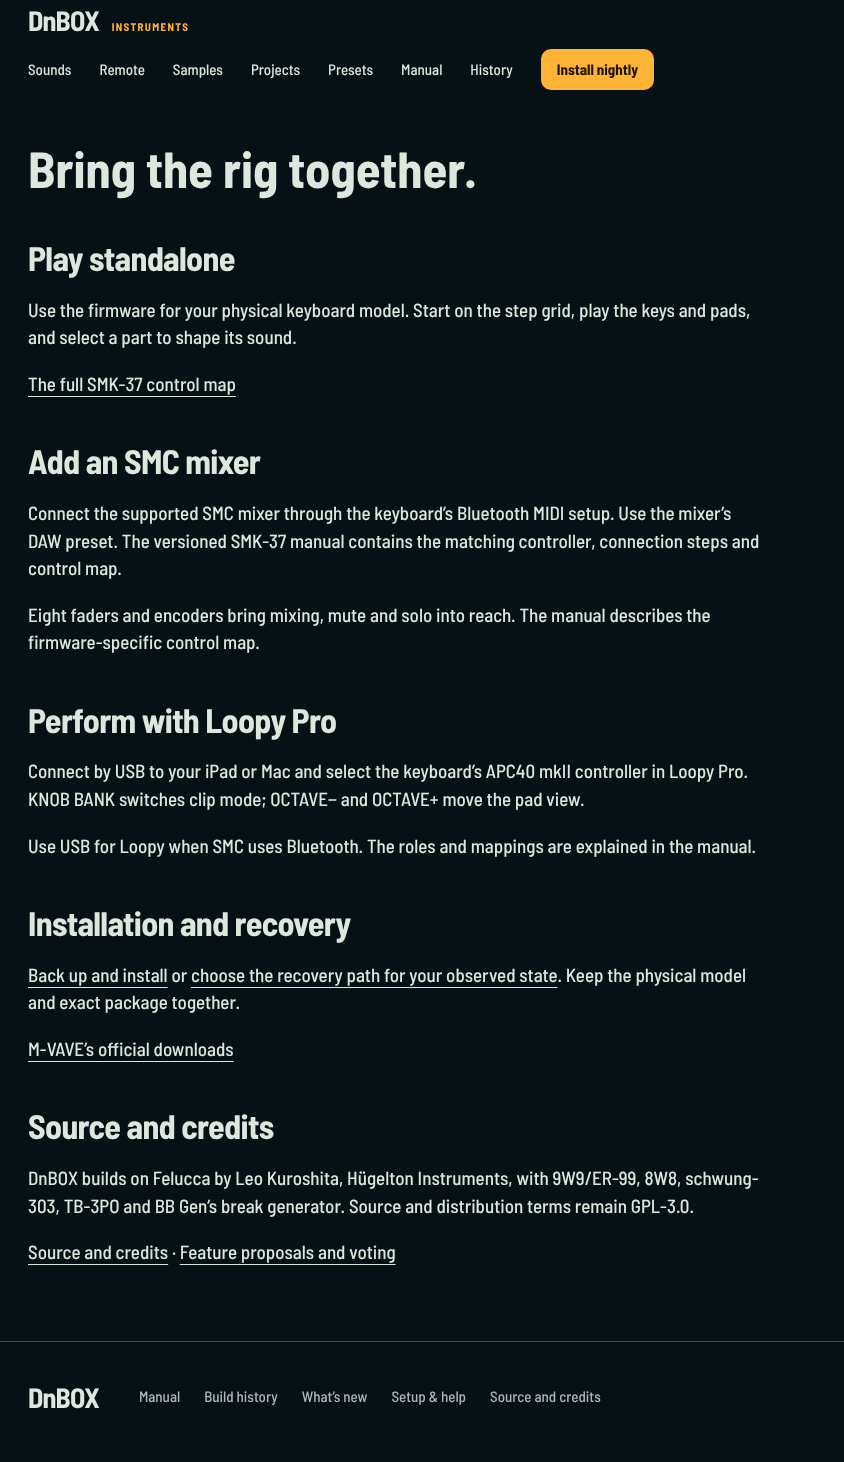 DnBOX INSTRUMENTS
Sounds Remote Samples Projects Presets Manual History Install nightly
Bring the rig together.
Play standalone
Use the firmware for your physical keyboard model. Start on the step grid, play the keys and pads,
and select a part to shape its sound.
The full SMK-37 control map
Add an SMC mixer
Connect the supported SMC mixer through the keyboard’s Bluetooth MIDI setup. Use the mixer’s
DAW preset. The versioned SMK-37 manual contains the matching controller, connection steps and
control map.
Eight faders and encoders bring mixing, mute and solo into reach. The manual describes the
firmware-specific control map.
Perform with Loopy Pro
Connect by USB to your iPad or Mac and select the keyboard’s APC40 mkII controller in Loopy Pro.
KNOB BANK switches clip mode; OCTAVE− and OCTAVE+ move the pad view.
Use USB for Loopy when SMC uses Bluetooth. The roles and mappings are explained in the manual.
Installation and recovery
Back up and install or choose the recovery path for your observed state. Keep the physical model
and exact package together.
M-VAVE’s official downloads
Source and credits
DnBOX builds on Felucca by Leo Kuroshita, Hügelton Instruments, with 9W9/ER-99, 8W8, schwung-
303, TB-3PO and BB Gen’s break generator. Source and distribution terms remain GPL-3.0.
Source and credits · Feature proposals and voting
DnBOX Manual Build history What’s new Setup & help Source and credits